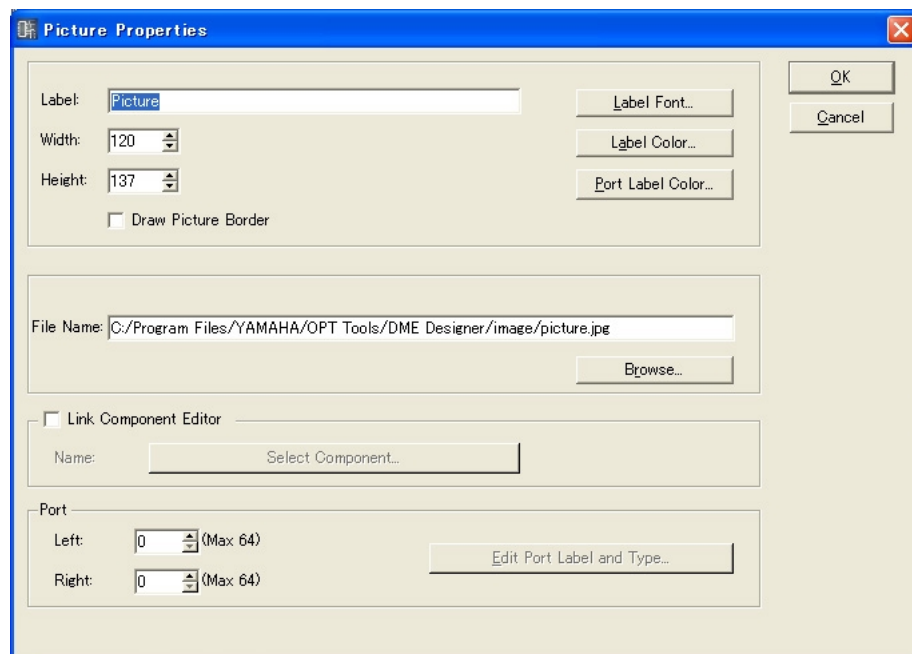 Picture Properties
OK
Label: Picture Label Font...
Cancel
Width: 120 Label Color...
Height: 137 Port Label Color...
Draw Picture Border
File Name: C:/Program Files/YAMAHA/OPT Tools/DME Designer/image/picture.jpg
Browse...
Link Component Editor
Name: Select Component...
Port
Left: 0 (Max 64)
Edit Port Label and Type...
Right: 0 (Max 64)